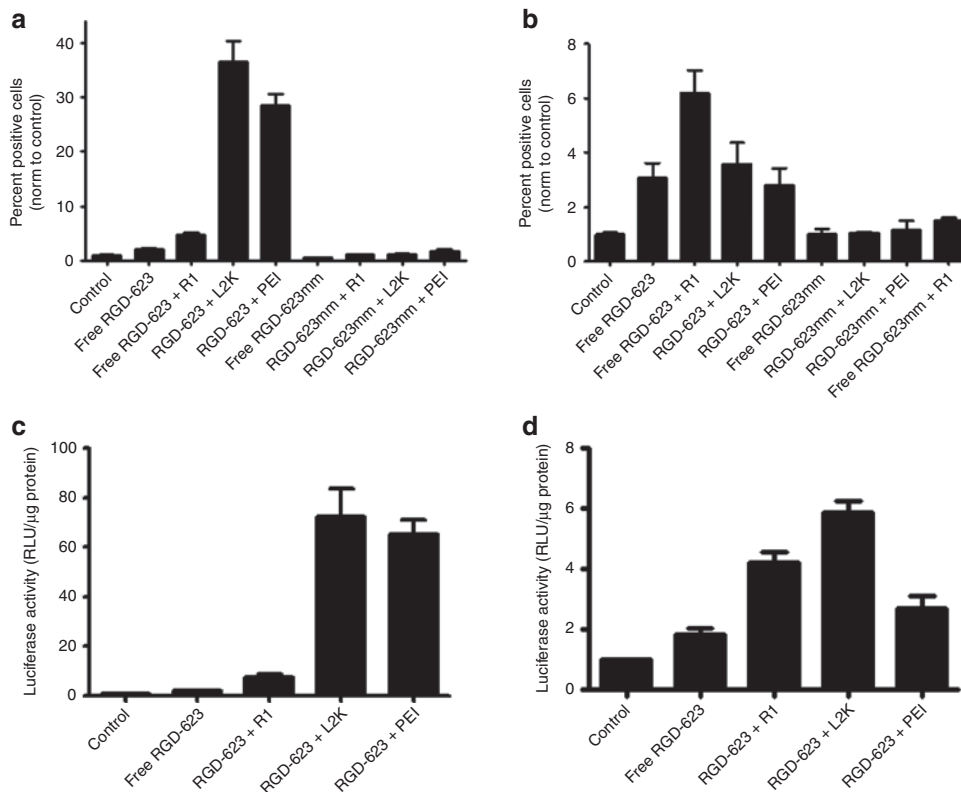 a
Percent positive cells
(norm to control)
40
30
20
10
0
Control
Free RGD-623
Free RGD-623 + R1
RGD-623 + L2K
RGD-623 + PEI
Free RGD-623mm
RGD-623mm + R1
RGD-623mm + L2K
RGD-623mm + PEI
b
Percent positive cells
(norm to control)
8
6
4
2
0
Control
Free RGD-623
Free RGD-623 + R1
RGD-623 + L2K
RGD-623 + PEI
Free RGD-623mm
RGD-623mm + L2K
RGD-623mm + PEI
Free RGD-623mm + R1
c
Luciferase activity (RLU/µg protein)
100
80
60
40
20
0
Control
Free RGD-623
RGD-623 + R1
RGD-623 + L2K
RGD-623 + PEI
d
Luciferase activity (RLU/µg protein)
8
6
4
2
0
Control
Free RGD-623
RGD-623 + R1
RGD-623 + L2K
RGD-623 + PEI